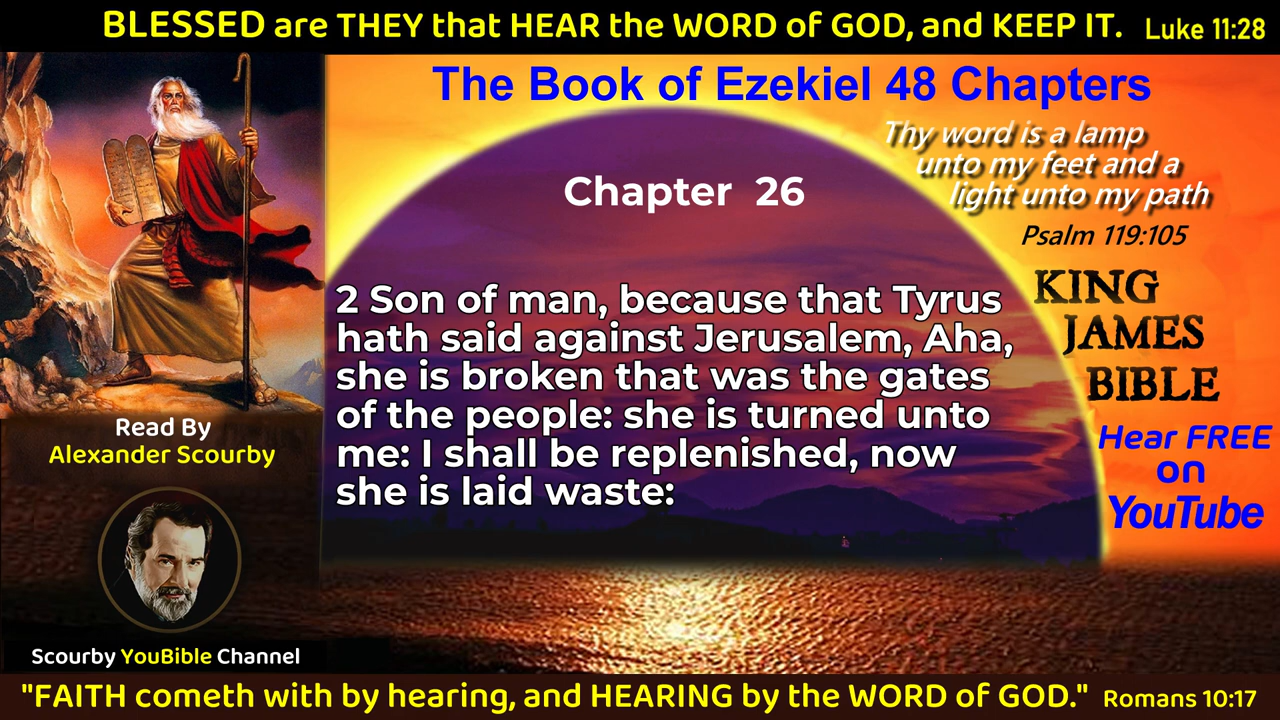 BLESSED are THEY that HEAR the WORD of GOD, and KEEP IT. Luke 11:28
The Book of Ezekiel 48 Chapters
Thy word is a lamp
unto my feet and a
light unto my path
Psalm 119:105
Chapter 26
2 Son of man, because that Tyrus
hath said against Jerusalem, Aha,
she is broken that was the gates
of the people: she is turned unto
me: I shall be replenished, now
she is laid waste:
KING
JAMES
BIBLE
Hear FREE
on
YouTube
Read By
Alexander Scourby
Scourby YouBible Channel
"FAITH cometh with by hearing, and HEARING by the WORD of GOD." Romans 10:17